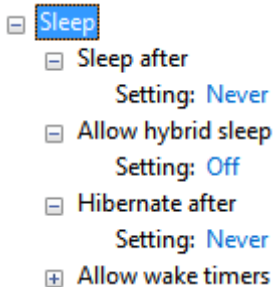 Sleep
Sleep after
Setting: Never
Allow hybrid sleep
Setting: Off
Hibernate after
Setting: Never
Allow wake timers